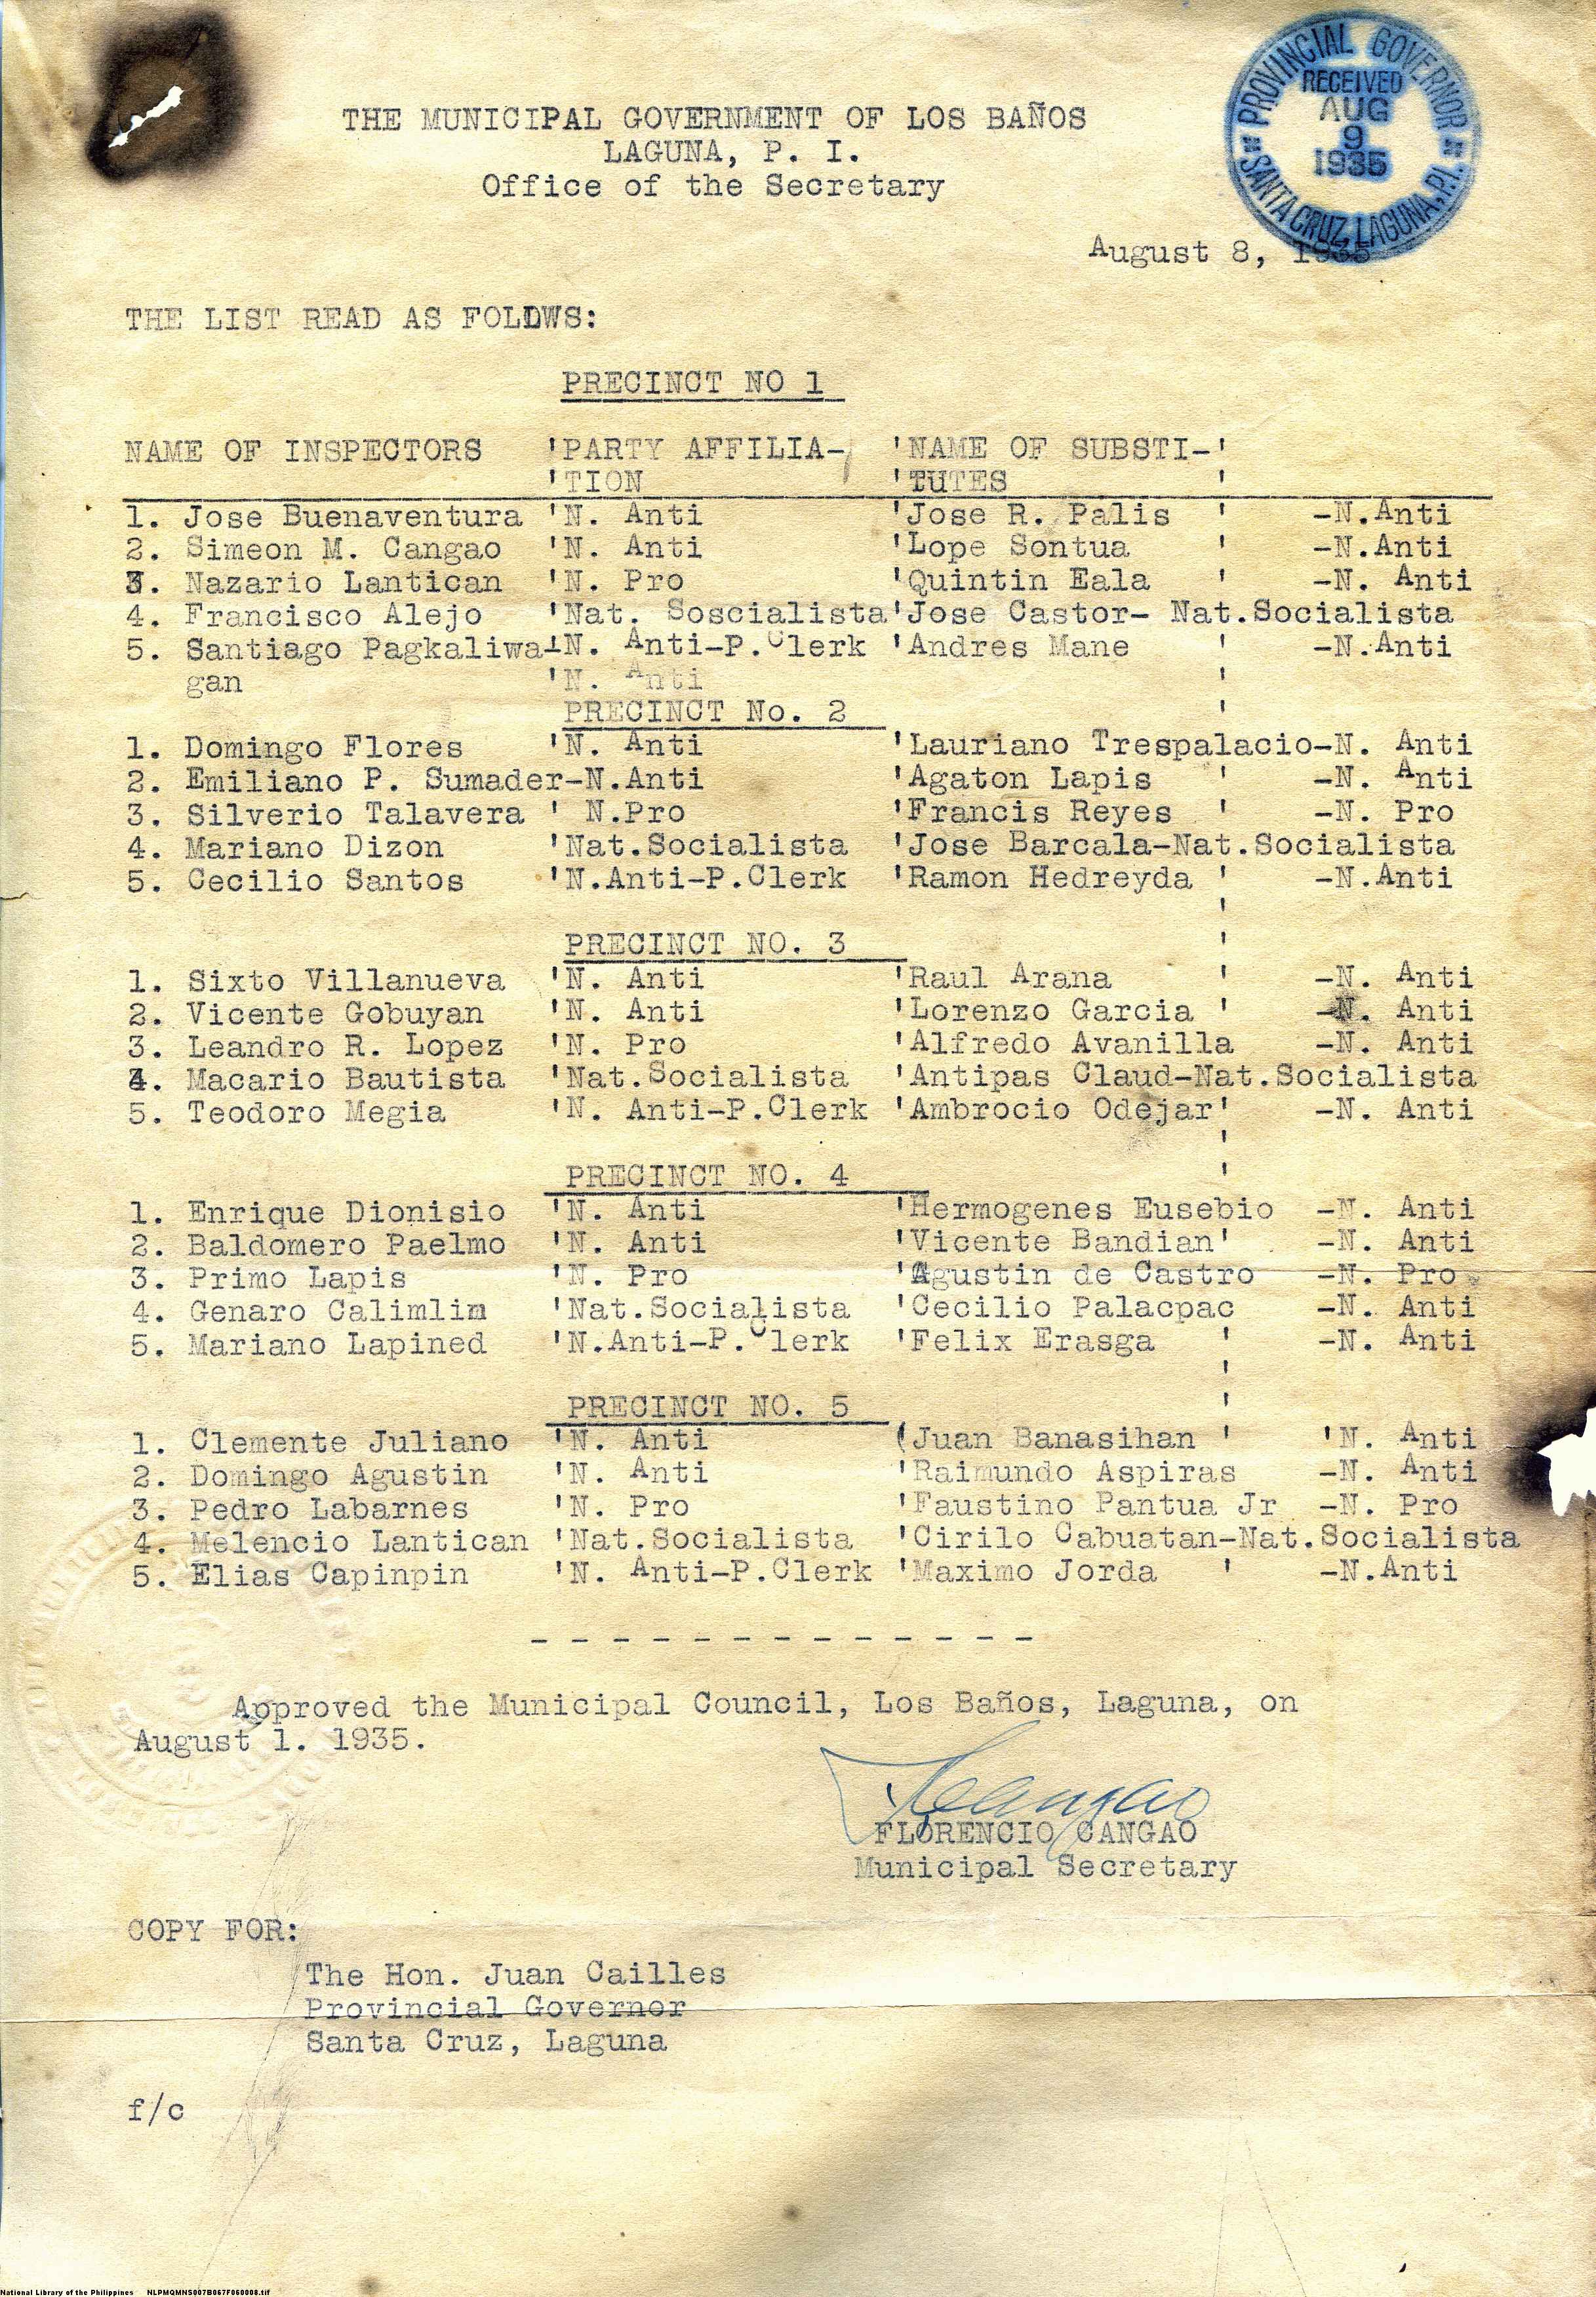 THE MUNICIPAL GOVERNMENT OF LOS BAÑOS
LAGUNA, P. I.
Office of the Secretary
PROVINCIAL GOVERNOR
RECEIVED
AUG
9
1935
SANTA CRUZ, LAGUNA, P.I.
August 8, 1935
THE LIST READ AS FOLLWS:
PRECINCT NO 1
NAME OF INSPECTORS 'PARTY AFFILIA- 'NAME OF SUBSTI-'
'TION 'TUTES '
1. Jose Buenaventura 'N. Anti 'Jose R. Palis ' -N.Anti
2. Simeon M. Cangao 'N. Anti 'Lope Sontua ' -N.Anti
3. Nazario Lantican 'N. Pro 'Quintin Eala ' -N. Anti
4. Francisco Alejo 'Nat. Soscialista'Jose Castor- Nat.Socialista
5. Santiago Pagkaliwa-'N. Anti-P.Clerk 'Andres Mane ' -N.Anti
gan 'N. Anti '
PRECINCT No. 2 '
1. Domingo Flores 'N. Anti 'Lauriano Trespalacio-N. Anti
2. Emiliano P. Sumader-N.Anti 'Agaton Lapis ' -N. Anti
3. Silverio Talavera ' N.Pro 'Francis Reyes ' -N. Pro
4. Mariano Dizon 'Nat.Socialista 'Jose Barcala-Nat.Socialista
5. Cecilio Santos 'N.Anti-P.Clerk 'Ramon Hedreyda ' -N.Anti
'
PRECINCT NO. 3 '
1. Sixto Villanueva 'N. Anti 'Raul Arana ' -N. Anti
2. Vicente Gobuyan 'N. Anti 'Lorenzo Garcia ' -N. Anti
3. Leandro R. Lopez 'N. Pro 'Alfredo Avanilla -N. Anti
4. Macario Bautista 'Nat.Socialista 'Antipas Claud-Nat.Socialista
5. Teodoro Megia 'N. Anti-P.Clerk 'Ambrocio Odejar' -N. Anti
'
PRECINCT NO. 4 '
1. Enrique Dionisio 'N. Anti 'Hermogenes Eusebio -N. Anti
2. Baldomero Paelmo 'N. Anti 'Vicente Bandian' -N. Anti
3. Primo Lapis 'N. Pro 'Agustin de Castro -N. Pro
4. Genaro Calimlim 'Nat.Socialista 'Cecilio Palacpac -N. Anti
5. Mariano Lapined 'N.Anti-P.Clerk 'Felix Erasga ' -N. Anti
'
PRECINCT NO. 5 '
1. Clemente Juliano 'N. Anti (Juan Banasihan ' 'N. Anti
2. Domingo Agustin 'N. Anti 'Raimundo Aspiras -N. Anti
3. Pedro Labarnes 'N. Pro 'Faustino Pantua Jr -N. Pro
4. Melencio Lantican 'Nat.Socialista 'Cirilo Cabuatan-Nat.Socialista
5. Elias Capinpin 'N. Anti-P.Clerk 'Maximo Jorda ' -N.Anti
- - - - - - - - - - - - -
Approved the Municipal Council, Los Baños, Laguna, on
August 1. 1935.
FLORENCIO CANGAO
Municipal Secretary
COPY FOR:
The Hon. Juan Cailles
Provincial Governor
Santa Cruz, Laguna
f/c
National Library of the Philippines NLPMQMNS007B067F060008.tif